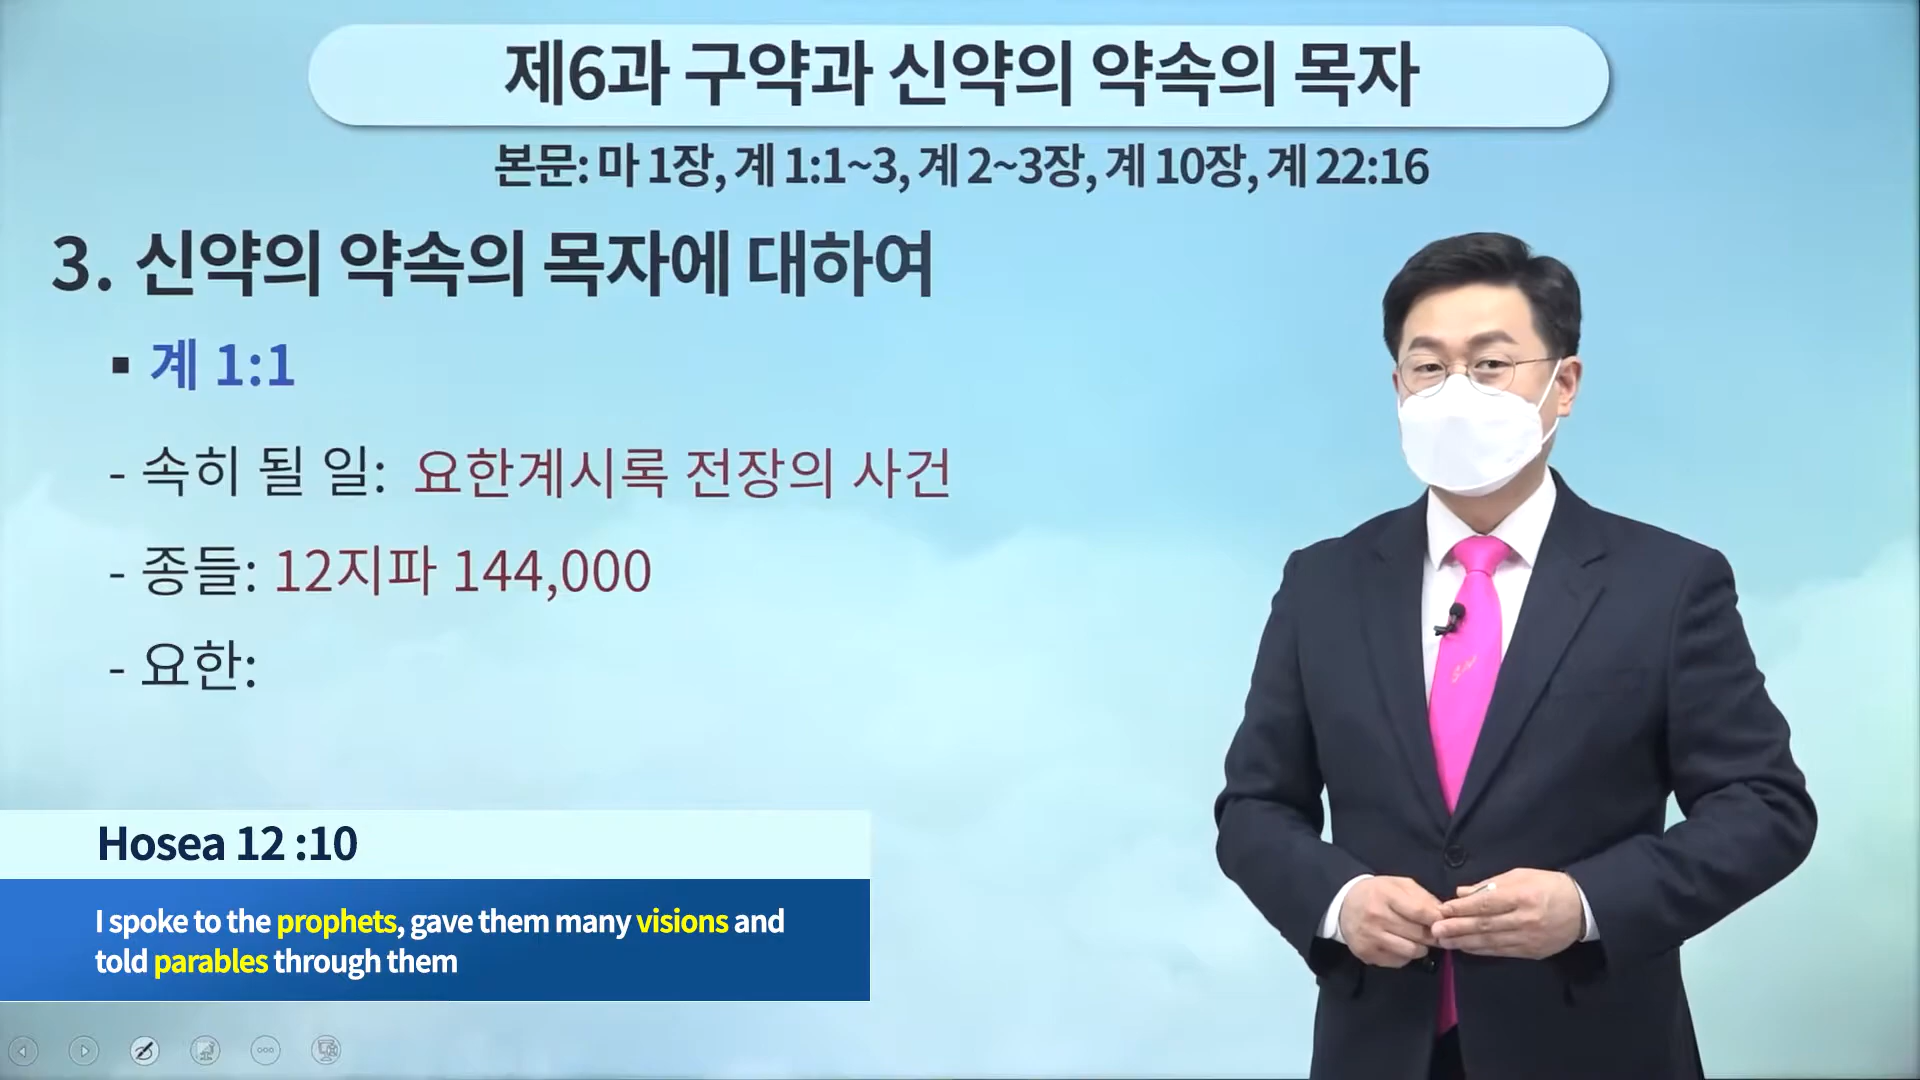 제6과 구약과 신약의 약속의 목자
본문: 마 1장, 계 1:1~3, 계 2~3장, 계 10장, 계 22:16
3. 신약의 약속의 목자에 대하여
▪ 계 1:1
- 속히 될 일: 요한계시록 전장의 사건
- 종들: 12지파 144,000
- 요한:
Hosea 12 :10
I spoke to the prophets, gave them many visions and
told parables through them